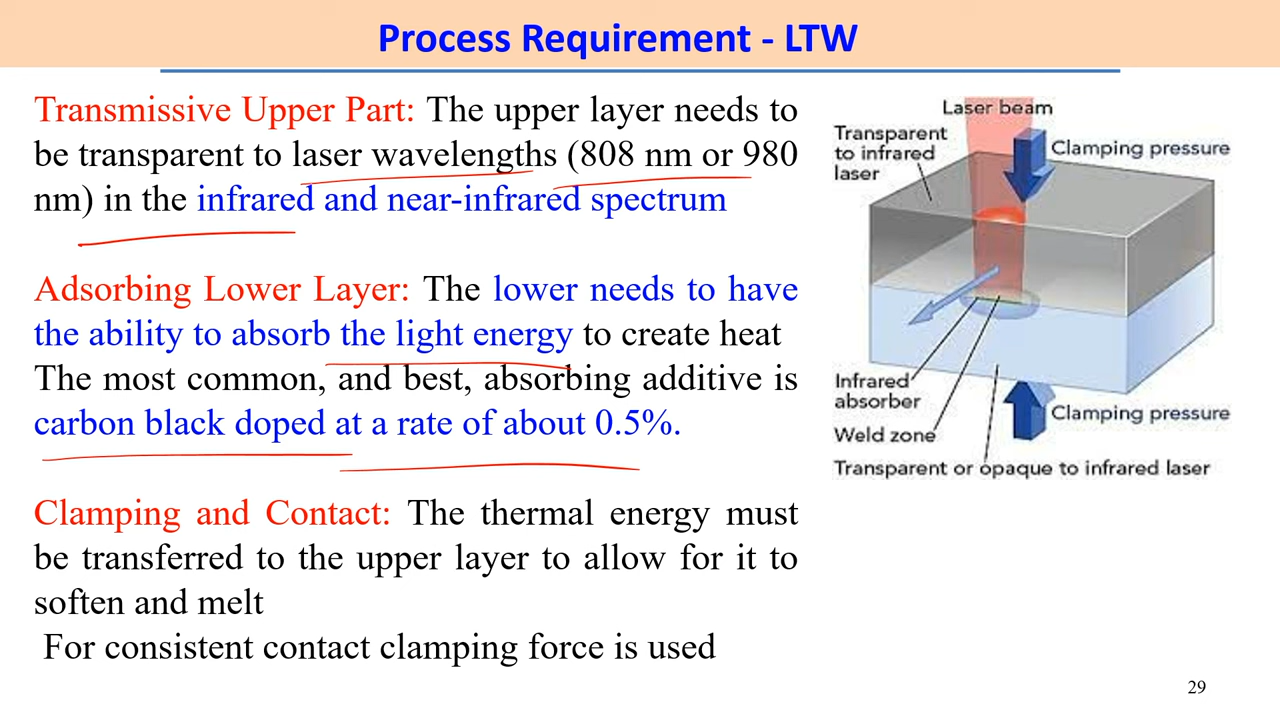 Process Requirement - LTW
Transmissive Upper Part: The upper layer needs to
be transparent to laser wavelengths (808 nm or 980
nm) in the infrared and near-infrared spectrum
Adsorbing Lower Layer: The lower needs to have
the ability to absorb the light energy to create heat
The most common, and best, absorbing additive is
carbon black doped at a rate of about 0.5%.
Clamping and Contact: The thermal energy must
be transferred to the upper layer to allow for it to
soften and melt
For consistent contact clamping force is used
Laser beam
Transparent
to infrared
laser
Clamping pressure
Infrared
absorber
Weld zone
Clamping pressure
Transparent or opaque to infrared laser
29